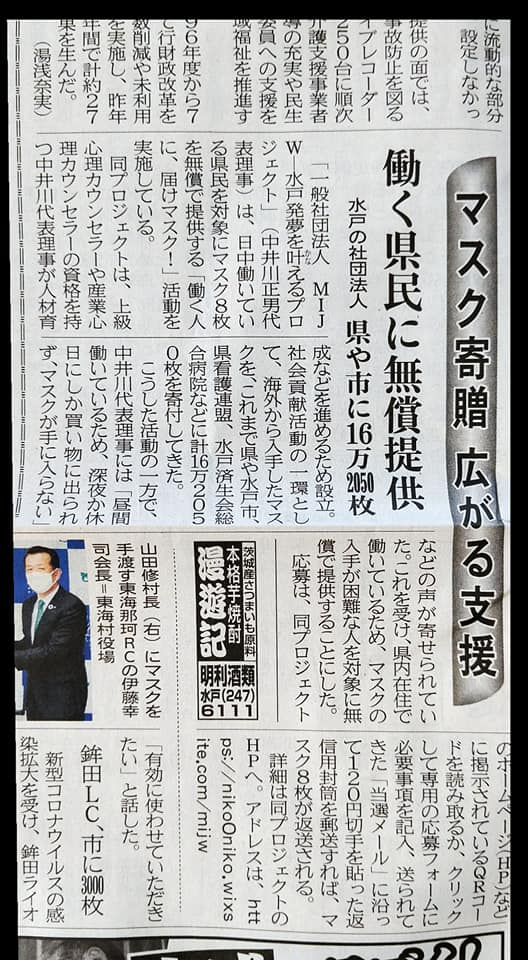 に流動的な部分
設定しなかっ
提供の面では、
事故防止を図る
イブレコーダー
250台に順次
介護支援事業者
導の充実や民生
委員への支援を
域福祉を推進す
96年度から7
て行財政改革を
数削減や未利用
を実施し、昨年
年間で計約27
果を生んだ。
(湯浅奈実)
マスク寄贈 広がる支援
働く県民に無償提供
水戸の社団法人 県や市に16万2050枚
「一般社団法人 MIJ
W 水戸発夢を叶えるプロ
かな
ジェクト」(中井川正男代
表理事)は、日中働いてい
る県民を対象にマスク8枚
を無償で提供する「働く人
に、届けマスク!」活動を
実施している。
同プロジェクトは、上級
心理カウンセラーや産業心
理カウンセラーの資格を持
つ中井川代表理事が人材育
成などを進めるため設立。
社会貢献活動の一環とし
て、海外から入手したマス
クを、これまで県や水戸市、
県看護連盟、水戸済生会総
合病院などに計16万205
0枚を寄付してきた。
こうした活動の一方で、
中井川代表理事には「昼間
働いているため、深夜か休
日にしか買い物に出られ
ず、マスクが手に入らない」
などの声が寄せられてい
た。これを受け、県内在住で
働いているため、マスクの
入手が困難な人を対象に無
償で提供することにした。
応募は、同プロジェクト
のホームページ(HP)など
に掲示されているQRコー
ドを読み取るか、クリック
して専用の応募フォームに
必要事項を記入、送られて
きた「当選メール」に沿っ
て120円切手を貼った返
信用封筒を郵送すれば、マ
スク8枚が返送される。
詳細は同プロジェクトの
HPへ。アドレスは、htt
ps://niko0niko.wixs
ite.com/mijw
茨城産さつまいも原料
本格芋焼酎
漫遊記
明利酒類
水戸(247)
6111
山田修村長(右)にマスクを
手渡す東海那珂RCの伊藤幸
司会長=東海村役場
「有効に使わせていただき
たい」と話した。
鉾田LC、市に3000枚
新型コロナウイルスの感
染拡大を受け、鉾田ライオ